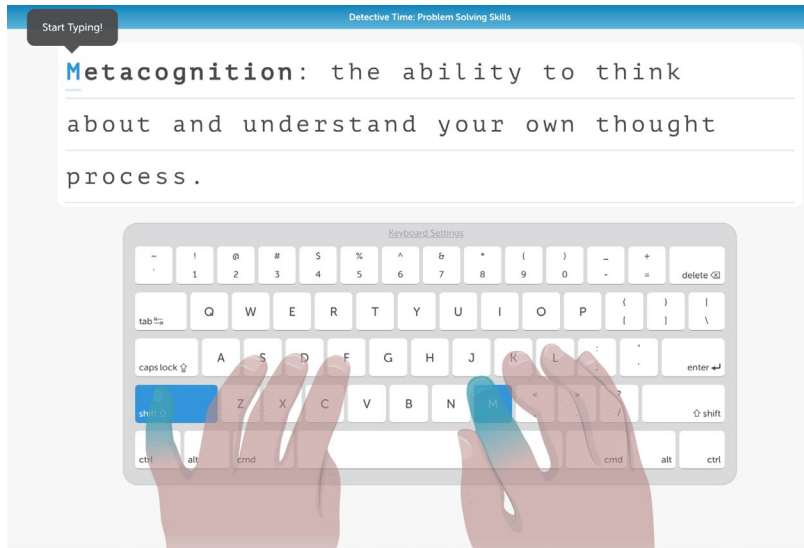 Detective Time: Problem Solving Skills
Start Typing!
Metacognition: the ability to think
about and understand your own thought
process.
Keyboard Settings
~ ! @ # $ % ^ & * ( ) _ +
` 1 2 3 4 5 6 7 8 9 0 - = delete
tab Q W E R T Y U I O P { [ } ] | \
caps lock A S D F G H J K L : ; " ' enter
shift Z X C V B N M < > ? / shift
ctrl alt cmd cmd alt ctrl